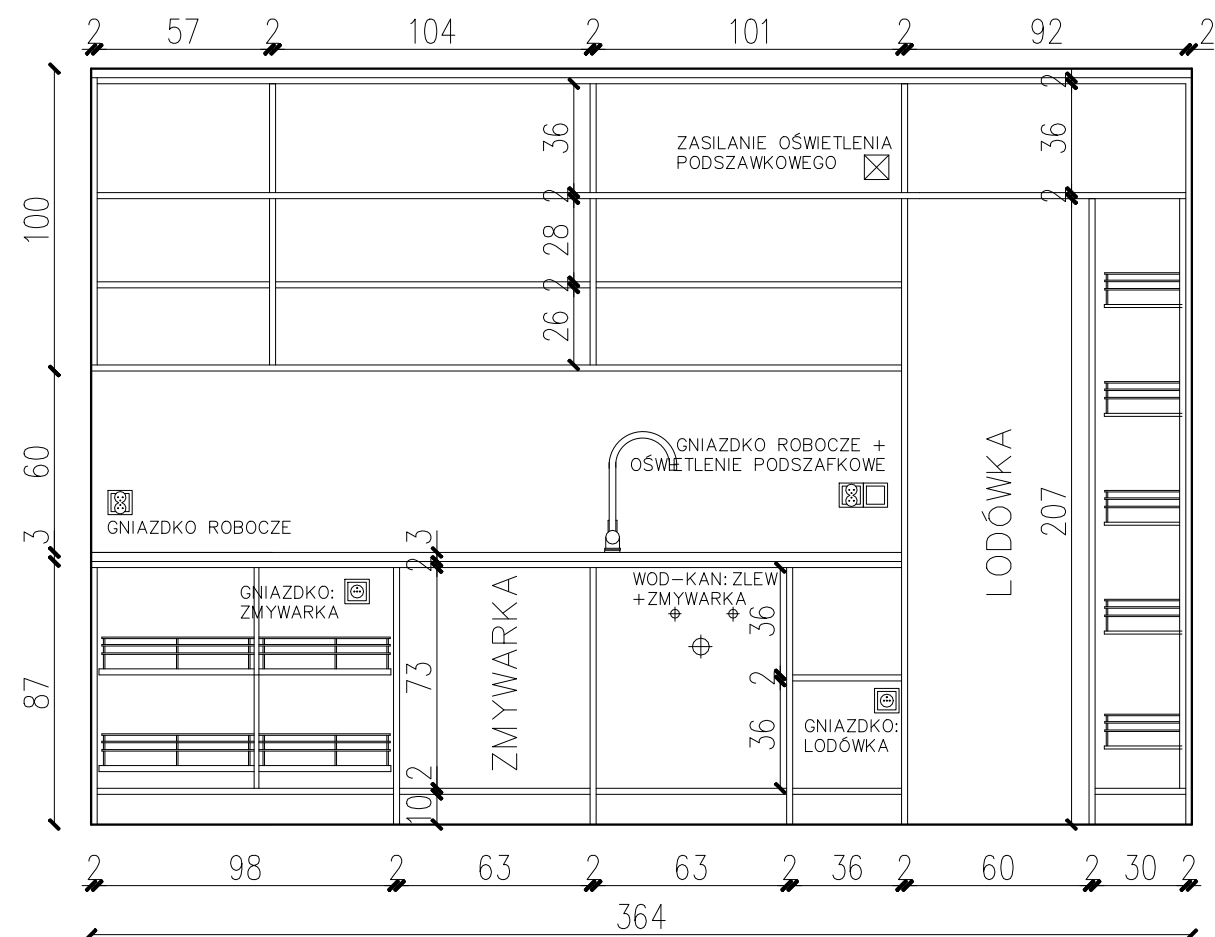 2 57 2 104 2 101 2 92 2
2
36
ZASILANIE OŚWIETLENIA
PODSZAWKOWEGO
36
2
2
100
28
2
26
60
GNIAZDKO ROBOCZE +
OŚWIETLENIE PODSZAFKOWE
LODÓWKA
207
GNIAZDKO ROBOCZE
3
3
2
GNIAZDKO:
ZMYWARKA
ZMYWARKA
WOD-KAN: ZLEW
+ZMYWARKA
36
73
2
87
36
GNIAZDKO:
LODÓWKA
2
10
2 98 2 63 2 63 2 36 2 60 2 30 2
364